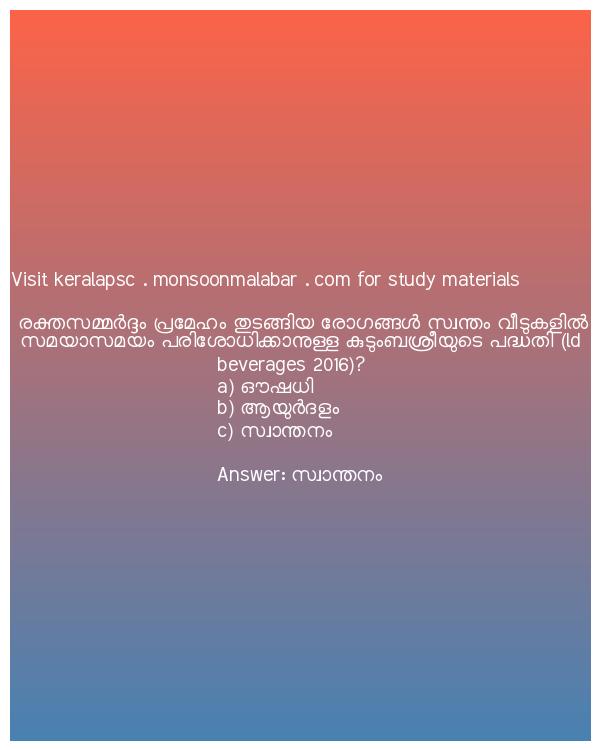 Visit keralapsc . monsoonmalabar . com for study materials
രക്തസമ്മർദ്ദം പ്രമേഹം തുടങ്ങിയ രോഗങ്ങൾ സ്വന്തം വീടുകളിൽ
സമയാസമയം പരിശോധിക്കാനുള്ള കുടുംബശ്രീയുടെ പദ്ധതി (ld
beverages 2016)?
a) ഔഷധി
b) ആയുർദളം
c) സ്വാന്തനം
Answer: സ്വാന്തനം